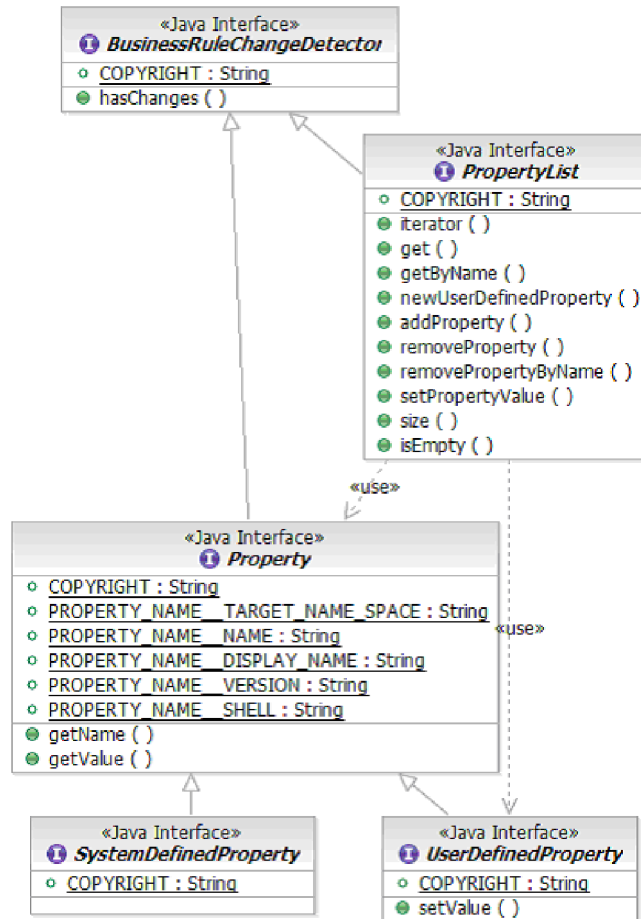 «Java Interface»
BusinessRuleChangeDetector
COPYRIGHT : String
hasChanges ( )
«Java Interface»
PropertyList
COPYRIGHT : String
iterator ( )
get ( )
getByName ( )
newUserDefinedProperty ( )
addProperty ( )
removeProperty ( )
removePropertyByName ( )
setPropertyValue ( )
size ( )
isEmpty ( )
«use»
«use»
«Java Interface»
Property
COPYRIGHT : String
PROPERTY_NAME__TARGET_NAME_SPACE : String
PROPERTY_NAME__NAME : String
PROPERTY_NAME__DISPLAY_NAME : String
PROPERTY_NAME__VERSION : String
PROPERTY_NAME__SHELL : String
getName ( )
getValue ( )
«Java Interface»
SystemDefinedProperty
COPYRIGHT : String
«Java Interface»
UserDefinedProperty
COPYRIGHT : String
setValue ( )